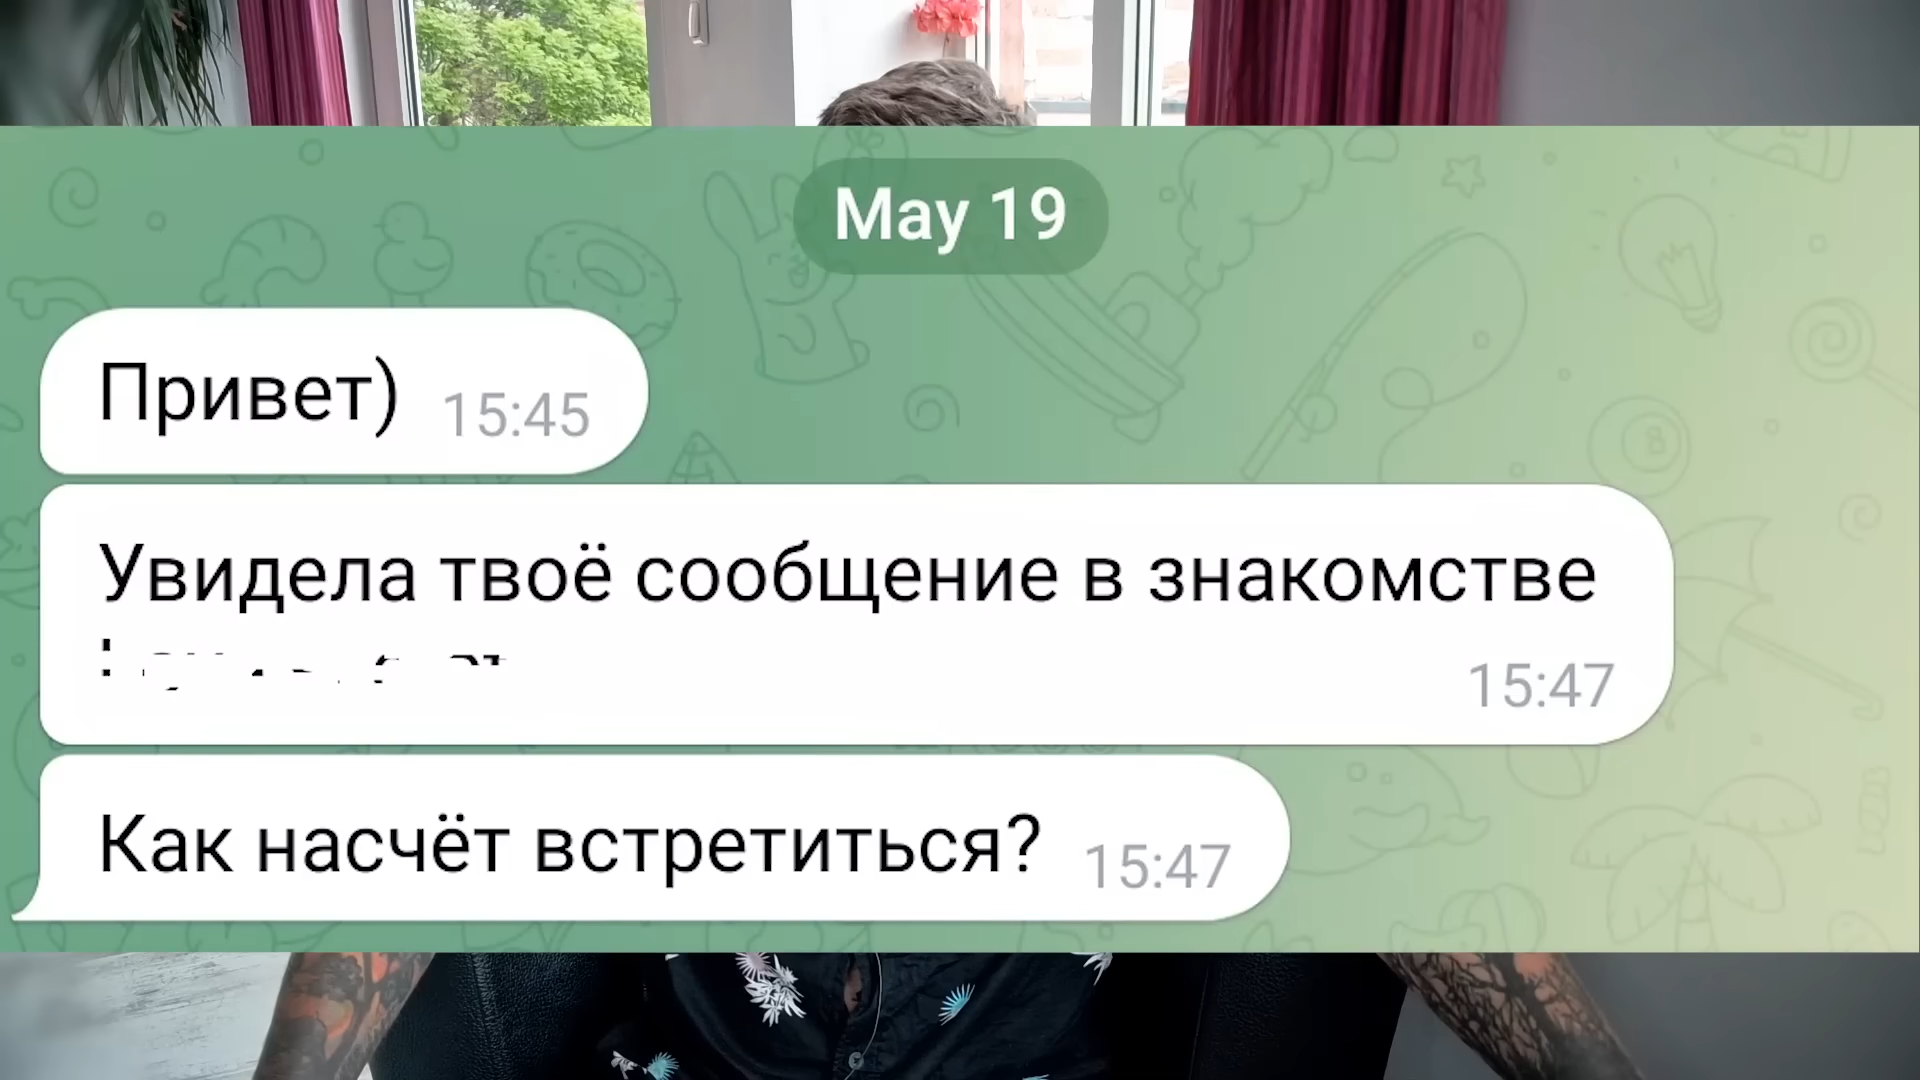 May 19
Привет) 15:45
Увидела твоё сообщение в знакомстве
15:47
Как насчёт встретиться? 15:47